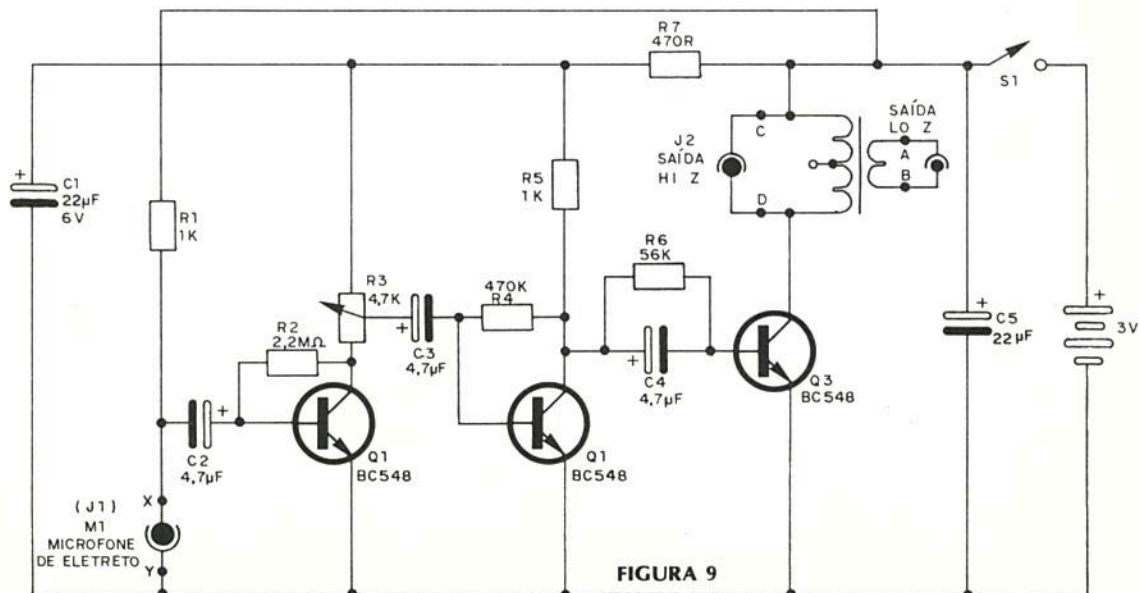 R7
470R
S1
SAÍDA
LO Z
C
J2
SAÍDA
HI Z
A
B
D
+
C1
22µF
6V
R1
1K
R5
1K
R6
56K
R3
4,7K
470K
R4
+
C3
4,7µF
R2
2,2MΩ
+
C4
4,7µF
Q3
BC548
+
C5
22µF
+
3V
+
C2
4,7µF
Q1
BC548
Q1
BC548
X
(J1)
M1
MICROFONE
DE ELETRETO
Y
FIGURA 9